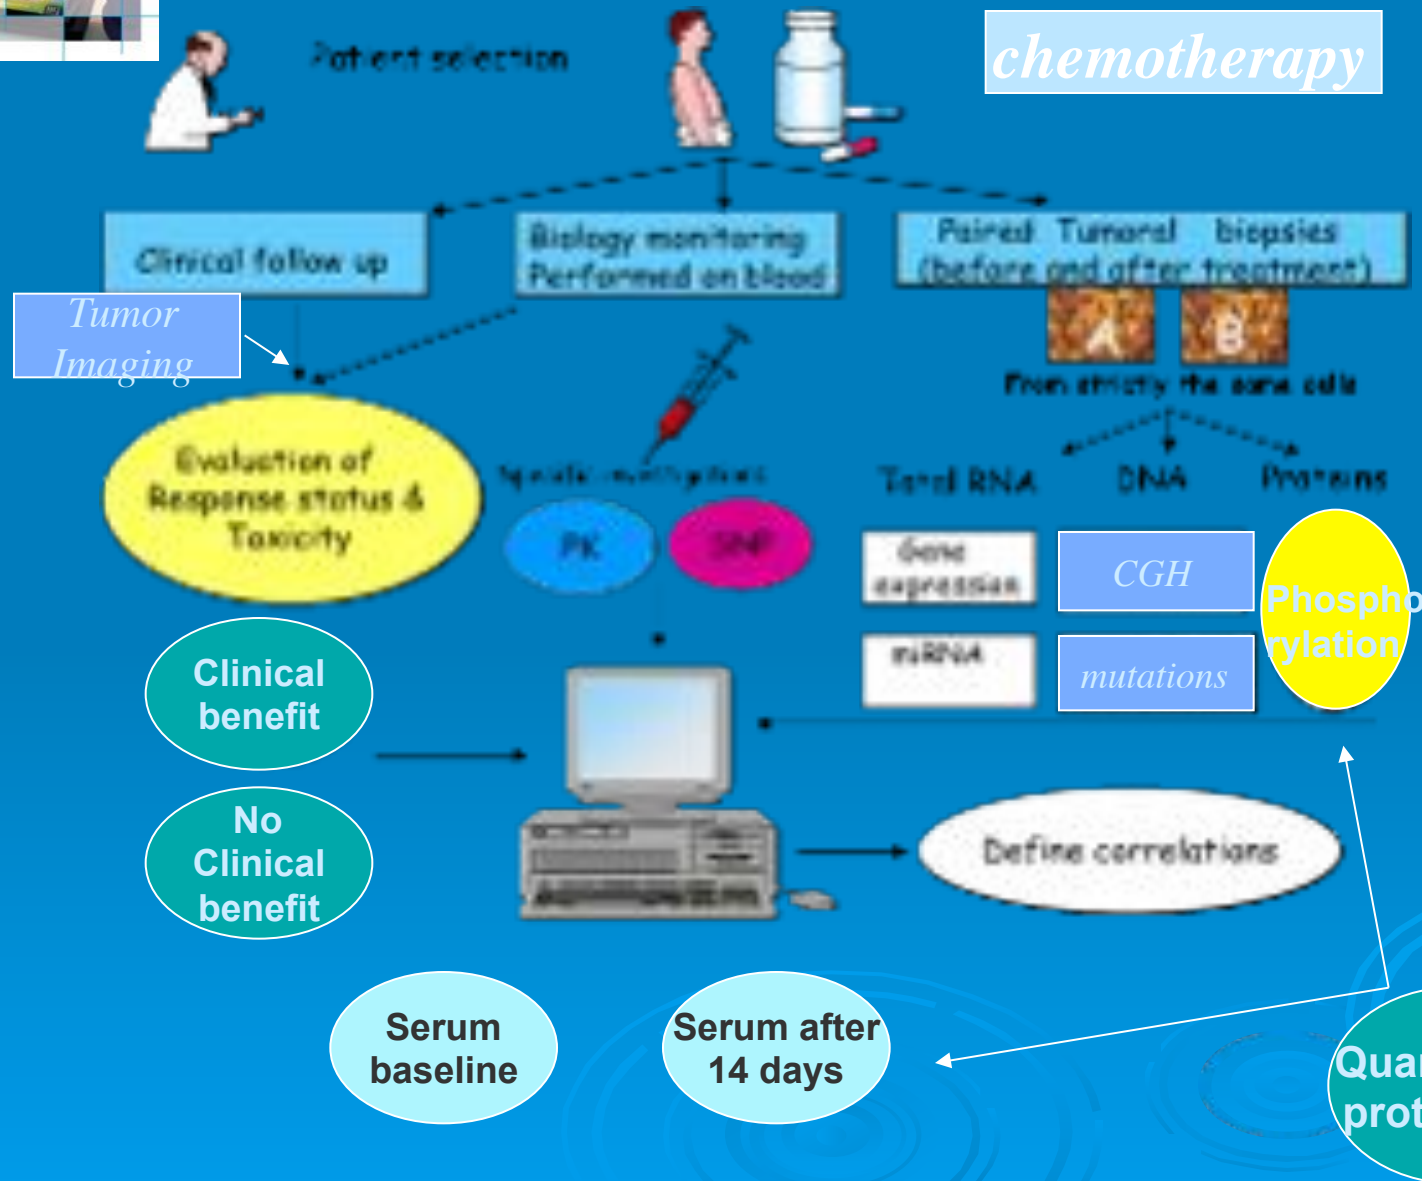 Patient selection
chemotherapy
Clinical follow up
Biology monitoring
Performed on blood
Paired Tumoral biopsies
(before and after treatment)
Tumor
Imaging
A B
From strictly the same cells
Evaluation of
Response status &
Toxicity
Total RNA DNA Proteins
PK SNP
Gene
expression
CGH
Phospho
rylation
miRNA
mutations
Clinical
benefit
No
Clinical
benefit
Define correlations
Serum
baseline
Serum after
14 days